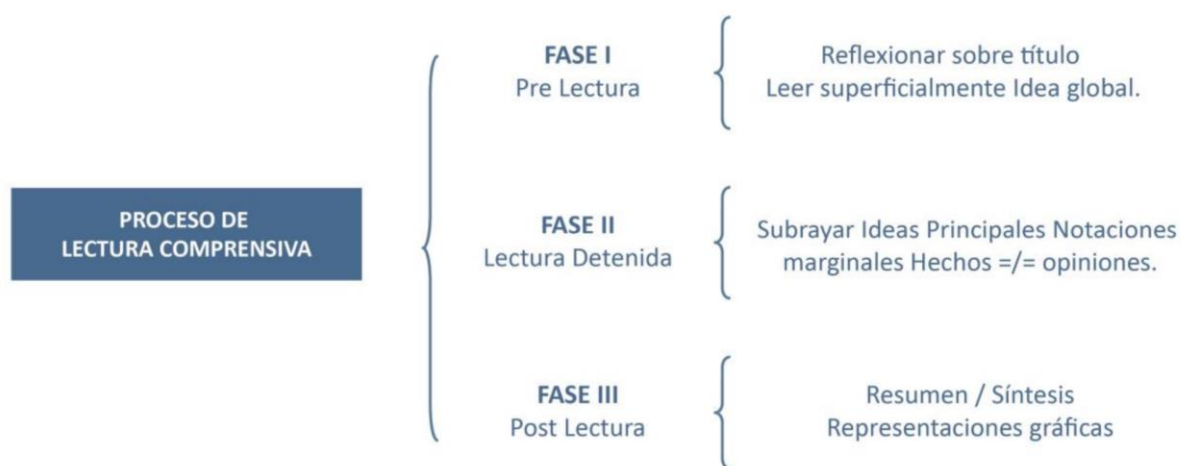 PROCESO DE
LECTURA COMPRENSIVA
FASE I
Pre Lectura
Reflexionar sobre título
Leer superficialmente Idea global.
FASE II
Lectura Detenida
Subrayar Ideas Principales Notaciones
marginales Hechos =/= opiniones.
FASE III
Post Lectura
Resumen / Síntesis
Representaciones gráficas